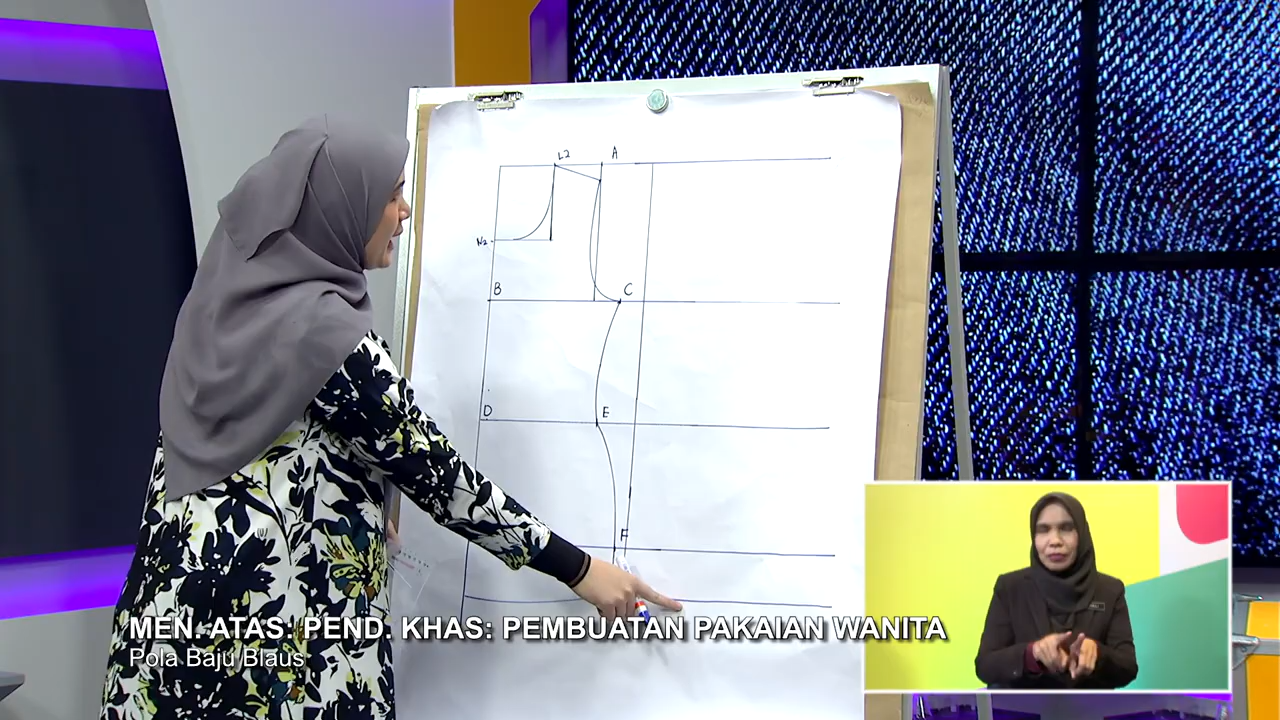 L2 A
N2
B C
D E
F
MEN. ATAS: PEND. KHAS: PEMBUATAN PAKAIAN WANITA
Pola Baju Blaus